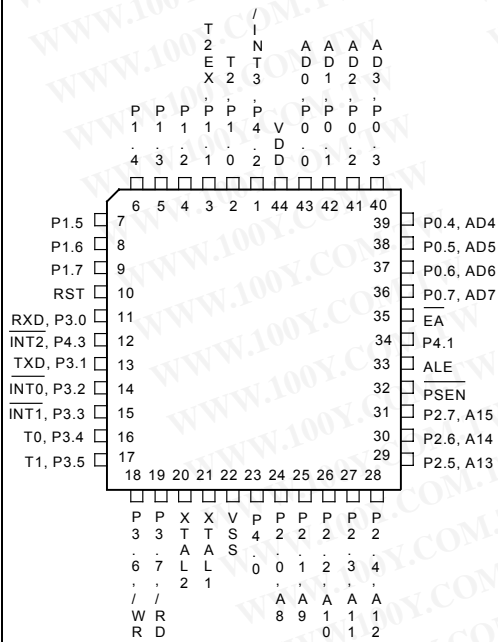 P1.4
P1.3
P1.2
T2EX,P1.1
T2,P1.0
/INT3,P4.2
VDD
AD0,P0.0
AD1,P0.1
AD2,P0.2
AD3,P0.3
6 5 4 3 2 1 44 43 42 41 40
P1.5 7
P1.6 8
P1.7 9
RST 10
RXD, P3.0 11
INT2, P4.3 12
TXD, P3.1 13
INT0, P3.2 14
INT1, P3.3 15
T0, P3.4 16
T1, P3.5 17
39 P0.4, AD4
38 P0.5, AD5
37 P0.6, AD6
36 P0.7, AD7
35 EA
34 P4.1
33 ALE
32 PSEN
31 P2.7, A15
30 P2.6, A14
29 P2.5, A13
18 19 20 21 22 23 24 25 26 27 28
P3.6,/WR
P3.7,/RD
XTAL2
XTAL1
VSS
P4.0
P2.0,A8
P2.1,A9
P2.2,A10
P2.3,A11
P2.4,A12
WWW.100Y.COM.TW